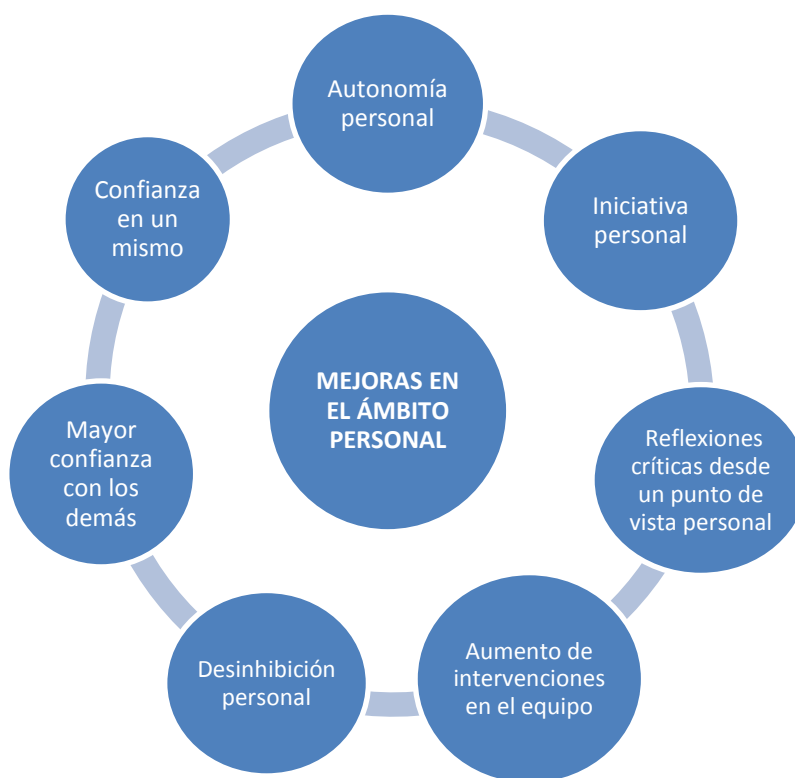 Autonomía
personal
Iniciativa
personal
Reflexiones
críticas desde
un punto de
vista personal
Aumento de
intervenciones
en el equipo
Desinhibición
personal
Mayor
confianza
con los
demás
Confianza
en un
mismo
MEJORAS EN
EL ÁMBITO
PERSONAL